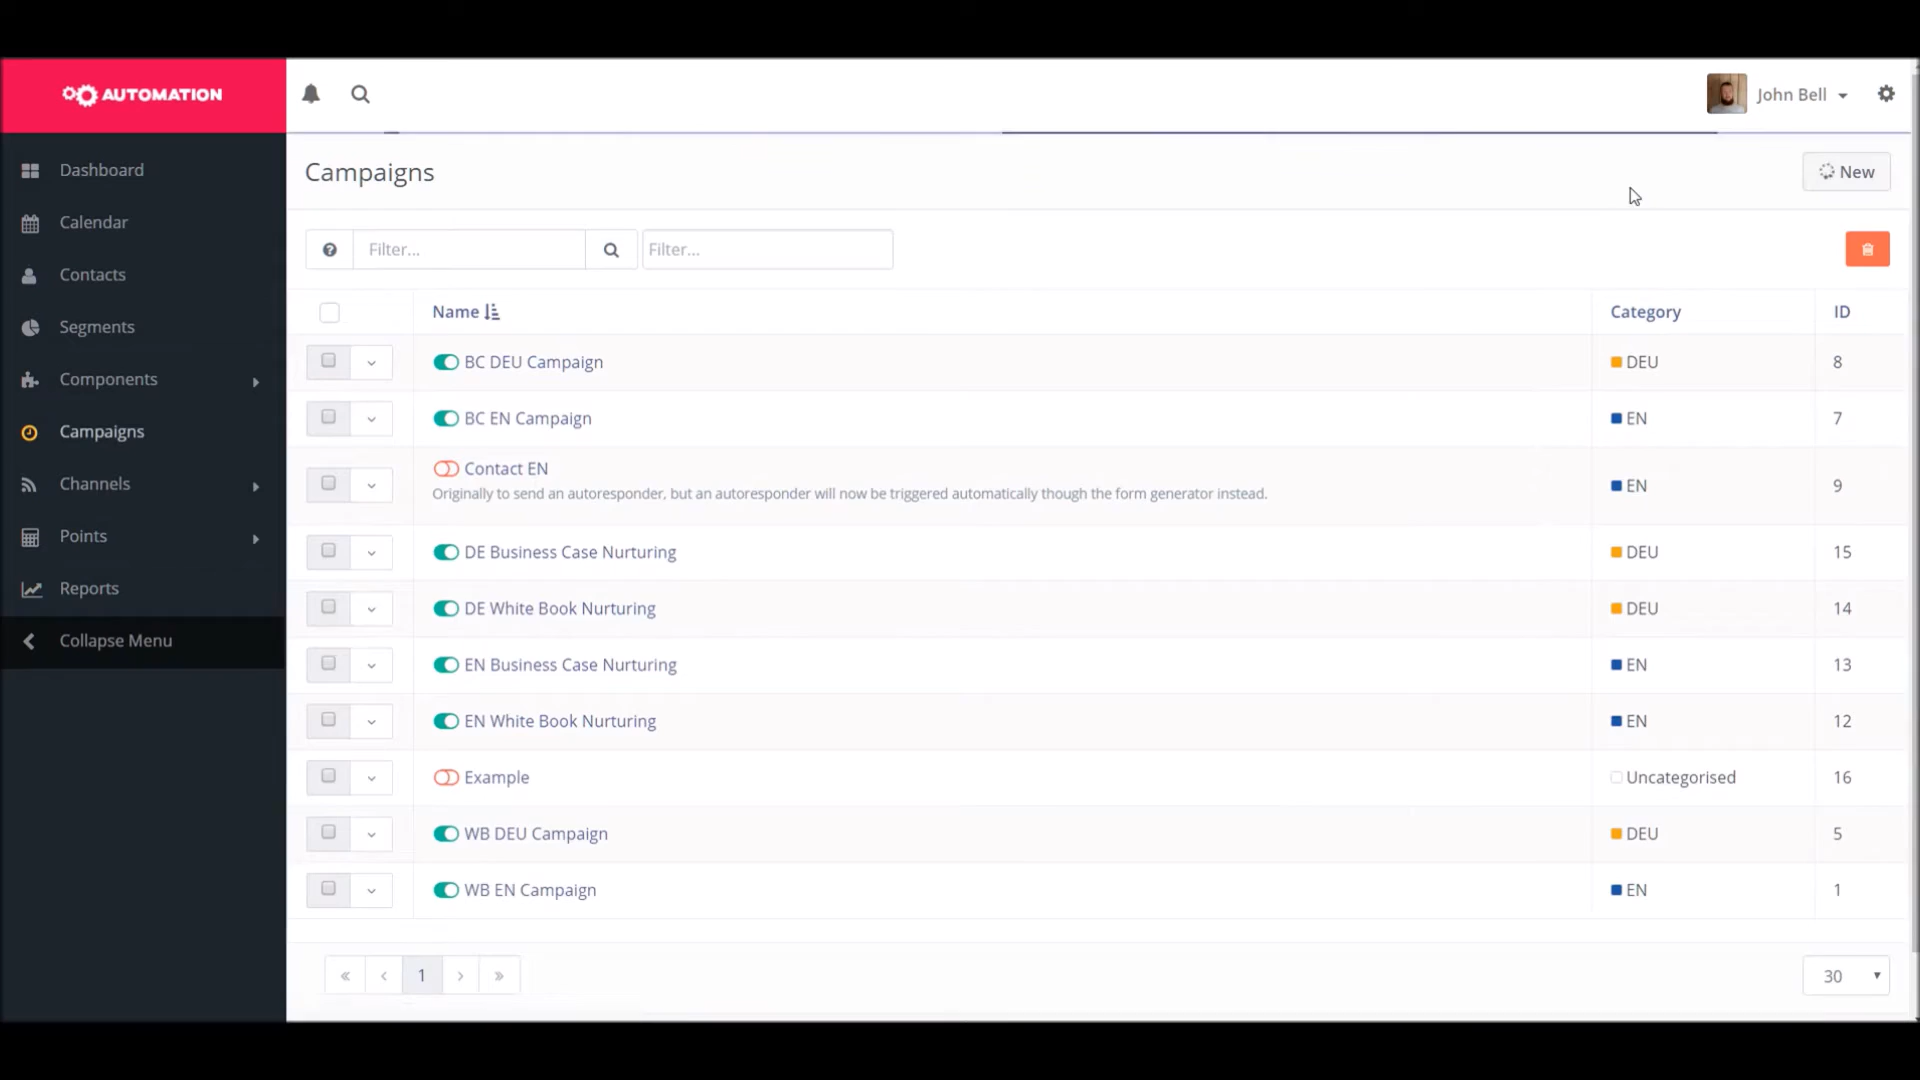 AUTOMATION
John Bell
Dashboard
Calendar
Contacts
Segments
Components
Campaigns
Channels
Points
Reports
Collapse Menu
Campaigns
New
Filter...
Filter...
Name
Category
ID
BC DEU Campaign
DEU
8
BC EN Campaign
EN
7
Contact EN
Originally to send an autoresponder, but an autoresponder will now be triggered automatically though the form generator instead.
EN
9
DE Business Case Nurturing
DEU
15
DE White Book Nurturing
DEU
14
EN Business Case Nurturing
EN
13
EN White Book Nurturing
EN
12
Example
Uncategorised
16
WB DEU Campaign
DEU
5
WB EN Campaign
EN
1
« ‹ 1 › »
30